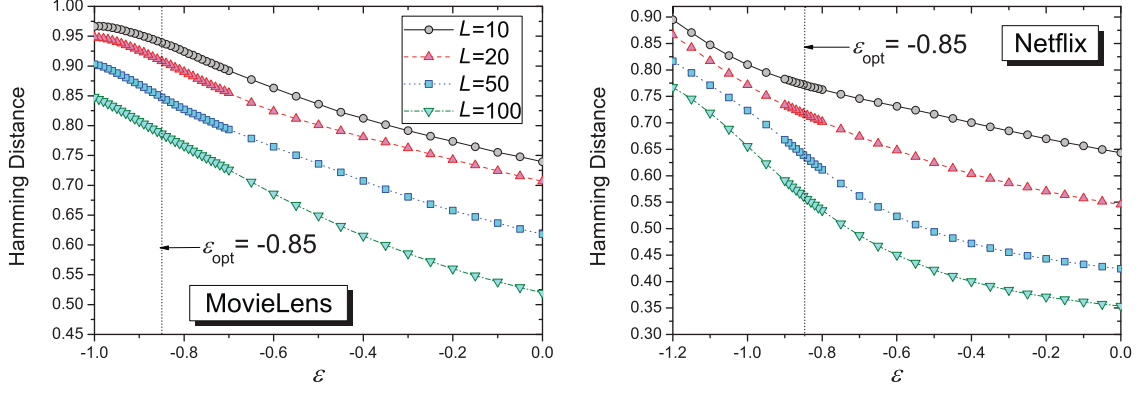 1.00
0.95
0.90
0.85
0.80
0.75
0.70
0.65
0.60
0.55
0.50
0.45
Hamming Distance
L=10
L=20
L=50
L=100
εopt = -0.85
MovieLens
-1.0 -0.8 -0.6 -0.4 -0.2 0.0
ε
0.90
0.85
0.80
0.75
0.70
0.65
0.60
0.55
0.50
0.45
0.40
0.35
0.30
Hamming Distance
εopt = -0.85
Netflix
-1.2 -1.0 -0.8 -0.6 -0.4 -0.2 0.0
ε